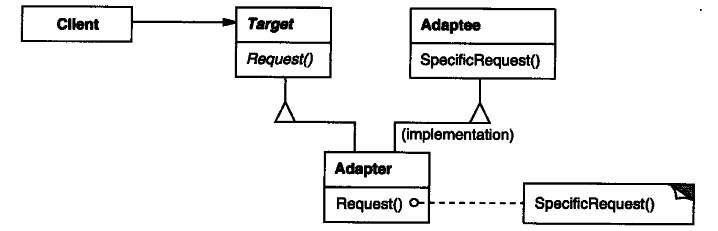 Client
Target
Request()
Adaptee
SpecificRequest()
(implementation)
Adapter
Request()
SpecificRequest()